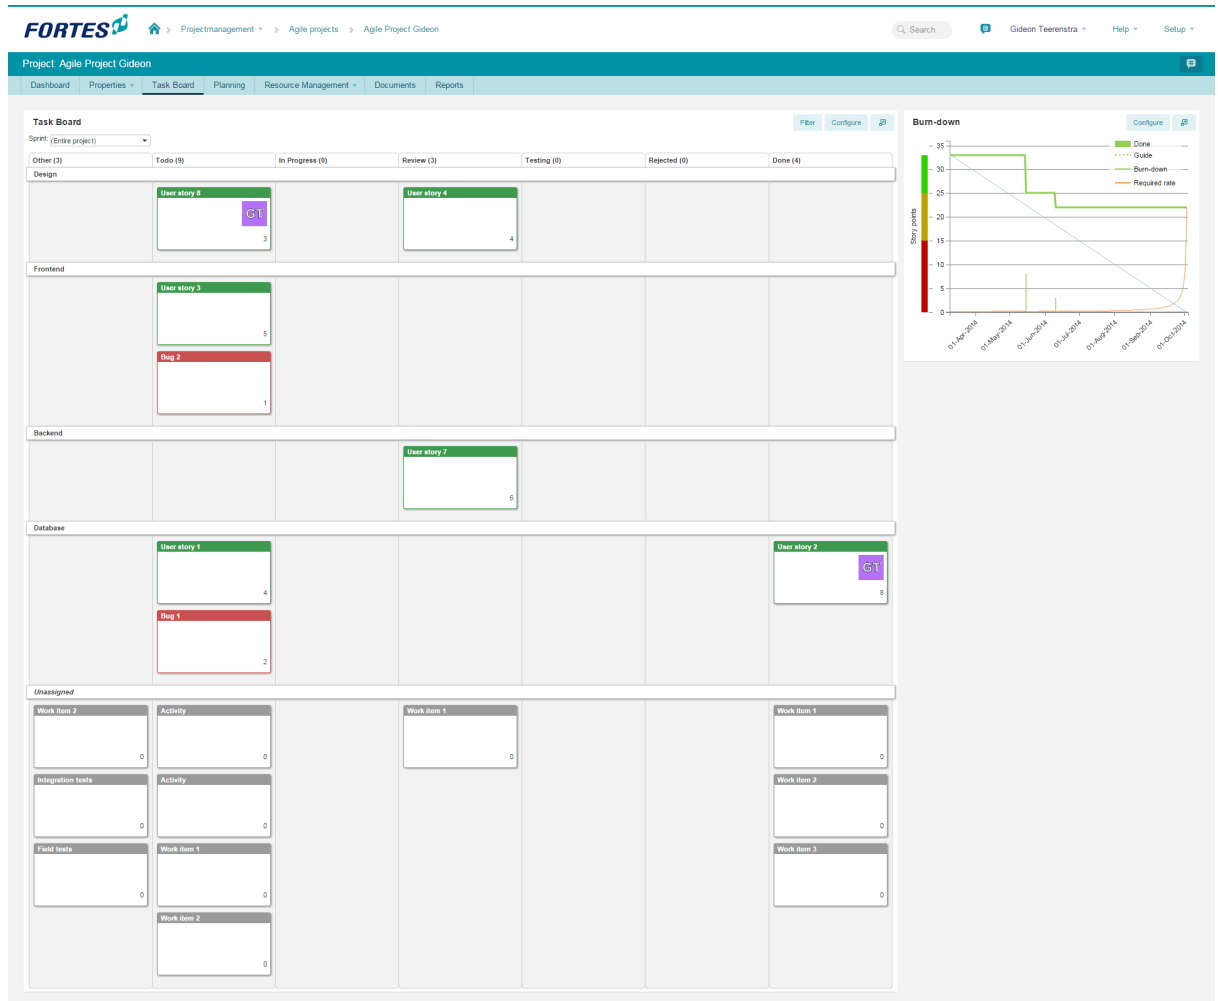 FORTES
Projectmanagement
Agile projects
Agile Project Gideon
Search
Gideon Teerenstra
Help
Setup
Project: Agile Project Gideon
Dashboard
Properties
Task Board
Planning
Resource Management
Documents
Reports
Task Board
Filter
Configure
Sprint: (Entire project)
Other (3)
Todo (9)
In Progress (0)
Review (3)
Testing (0)
Rejected (0)
Done (4)
Design
User story 8
GT
3
User story 4
4
Frontend
User story 3
5
Bug 2
1
Backend
User story 7
6
Database
User story 1
4
User story 2
GT
8
Bug 1
2
Unassigned
Work item 2
0
Activity
0
Work item 1
0
Work item 1
0
Integration tests
0
Activity
0
Work item 2
0
Field tests
0
Work item 1
0
Work item 3
0
Work item 2
0
Burn-down
Configure
Done
Guide
Burn-down
Required rate
Story points
35
30
25
20
15
10
5
0
01-Apr-2014
01-May-2014
01-Jun-2014
01-Jul-2014
01-Aug-2014
01-Sep-2014
01-Oct-2014